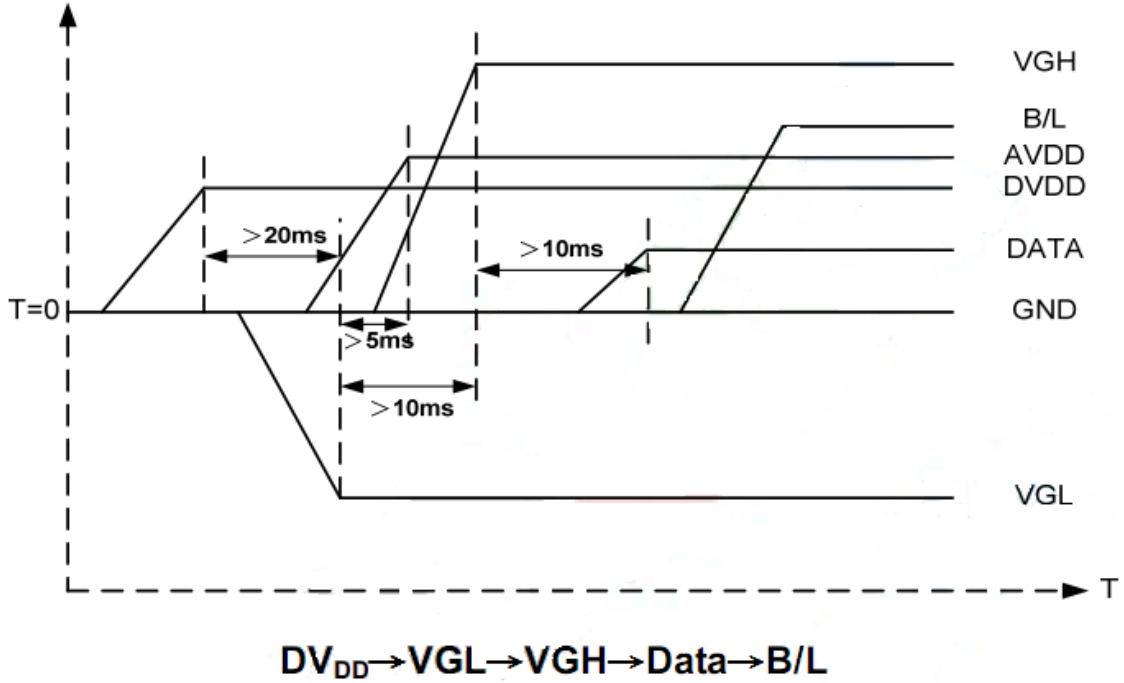 VGH
B/L
AVDD
DVDD
>20ms
>10ms
DATA
T=0
GND
>5ms
>10ms
VGL
T
DVDD→VGL→VGH→Data→B/L